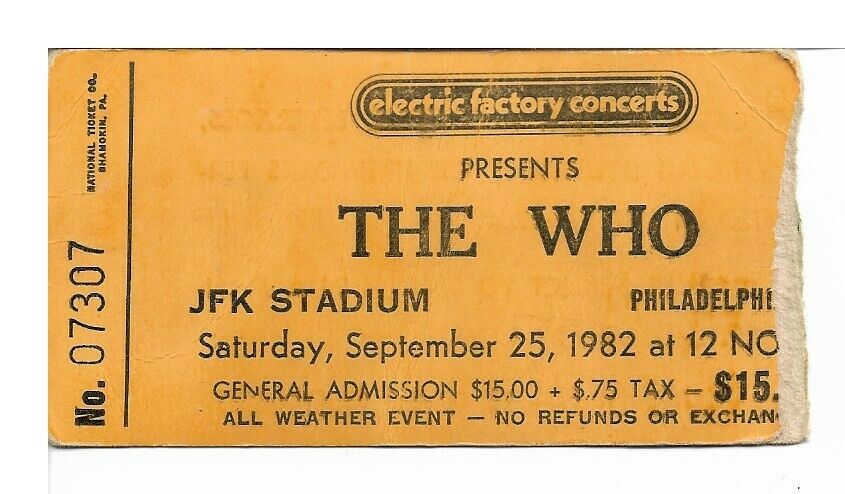 NATIONAL TICKET CO.
SHAMOKIN, PA.
No. 07307
electric factory concerts
PRESENTS
THE WHO
JFK STADIUM PHILADELPHI
Saturday, September 25, 1982 at 12 NO
GENERAL ADMISSION $15.00 + $.75 TAX — $15.
ALL WEATHER EVENT — NO REFUNDS OR EXCHAN